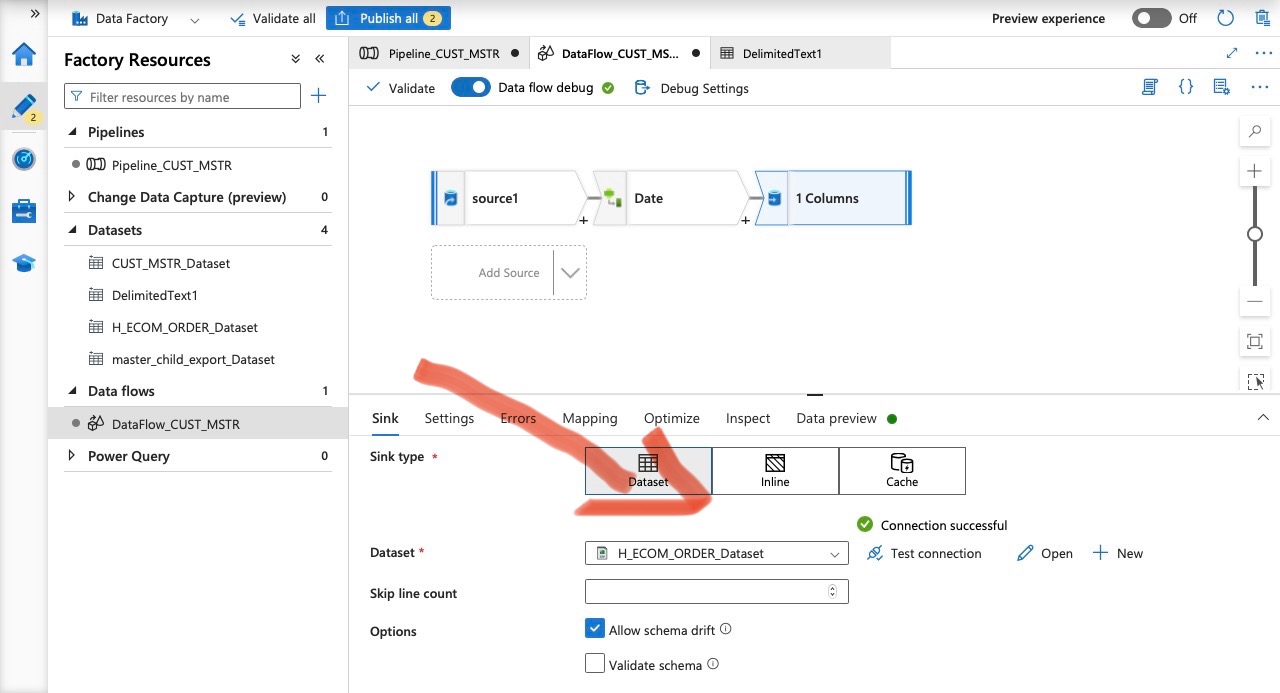 Data Factory
Validate all
Publish all 2
Preview experience
Off
Factory Resources
Filter resources by name
2
Pipelines 1
Pipeline_CUST_MSTR
Change Data Capture (preview) 0
Datasets 4
CUST_MSTR_Dataset
DelimitedText1
H_ECOM_ORDER_Dataset
master_child_export_Dataset
Data flows 1
DataFlow_CUST_MSTR
Power Query 0
Pipeline_CUST_MSTR
DataFlow_CUST_MS...
DelimitedText1
Validate
Data flow debug
Debug Settings
source1
Date
1 Columns
Add Source
Sink
Settings
Errors
Mapping
Optimize
Inspect
Data preview
Sink type *
Dataset
Inline
Cache
Connection successful
Dataset *
H_ECOM_ORDER_Dataset
Test connection
Open
New
Skip line count
Options
Allow schema drift
Validate schema